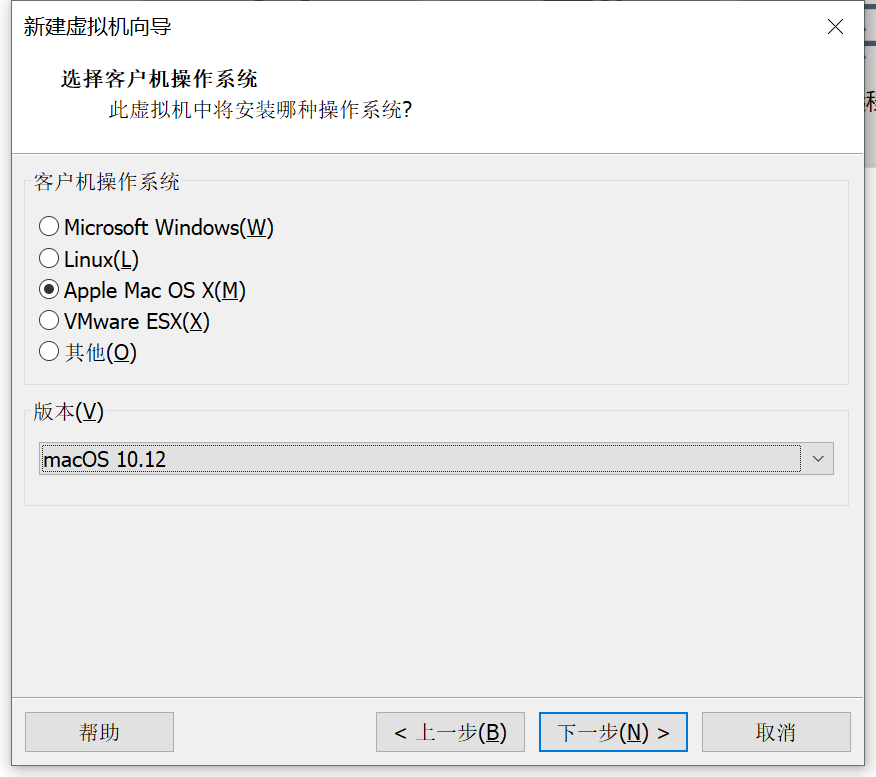 新建虚拟机向导
选择客户机操作系统
此虚拟机中将安装哪种操作系统?
客户机操作系统
Microsoft Windows(W)
Linux(L)
Apple Mac OS X(M)
VMware ESX(X)
其他(O)
版本(V)
macOS 10.12
帮助
< 上一步(B)
下一步(N) >
取消